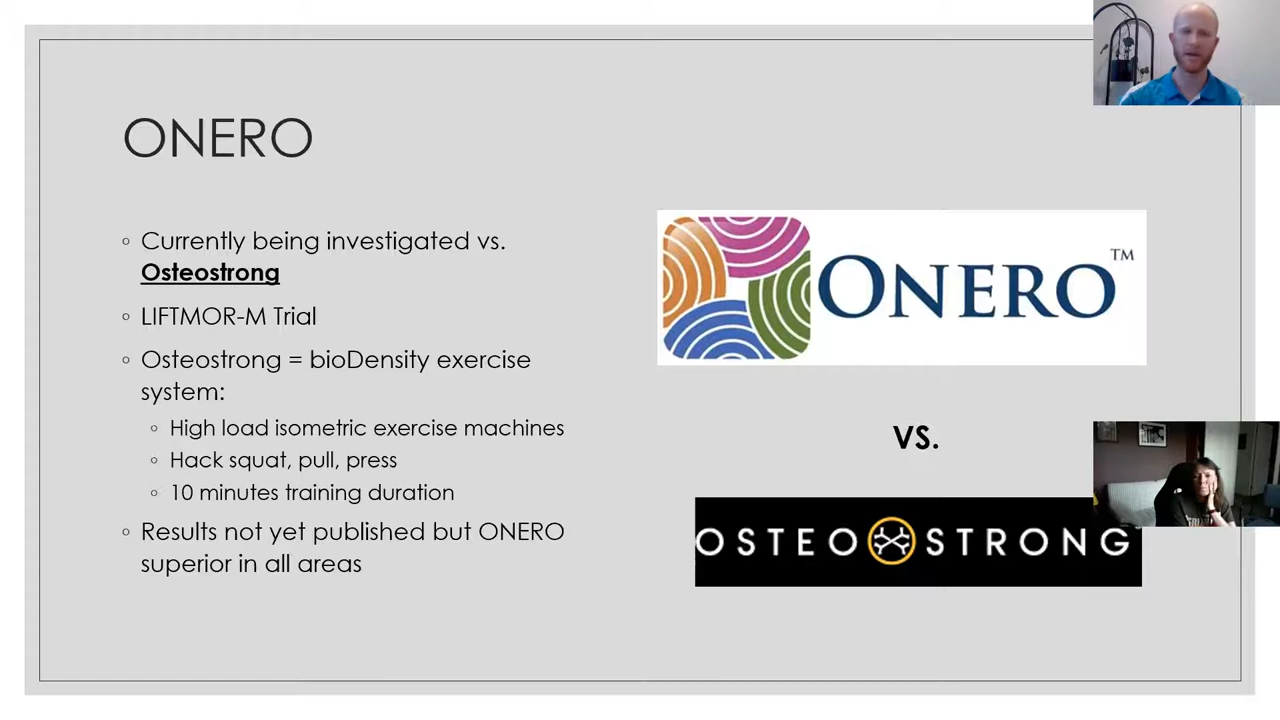 ONERO
◦ Currently being investigated vs.
Osteostrong
◦ LIFTMOR-M Trial
◦ Osteostrong = bioDensity exercise
system:
◦ High load isometric exercise machines
◦ Hack squat, pull, press
◦ 10 minutes training duration
◦ Results not yet published but ONERO
superior in all areas
ONERO™
VS.
OSTEOSTRONG